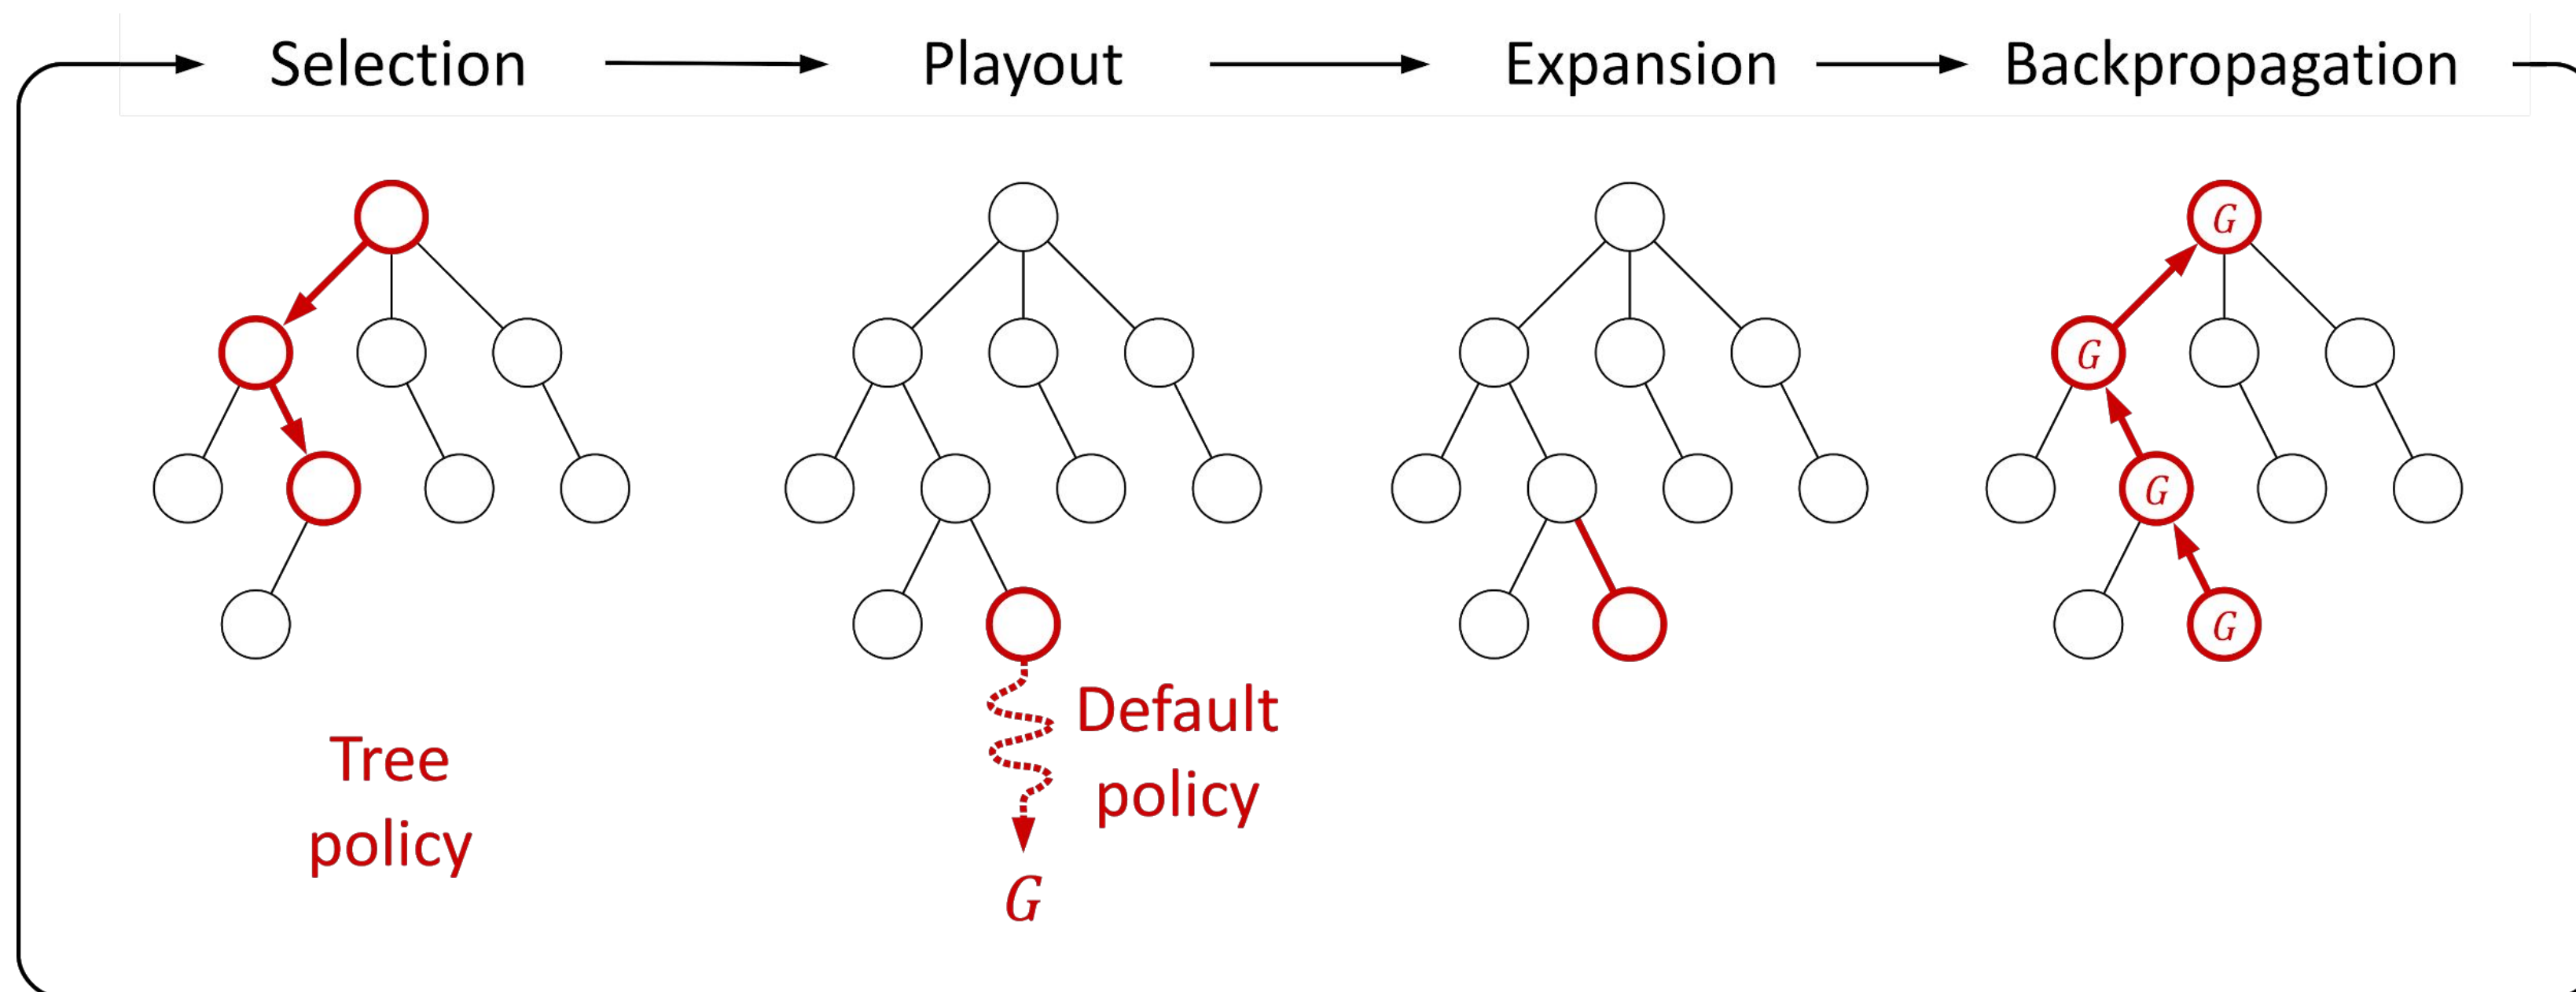 Selection
Playout
Expansion
Backpropagation
G
G
G
G
Tree
policy
Default
policy
G